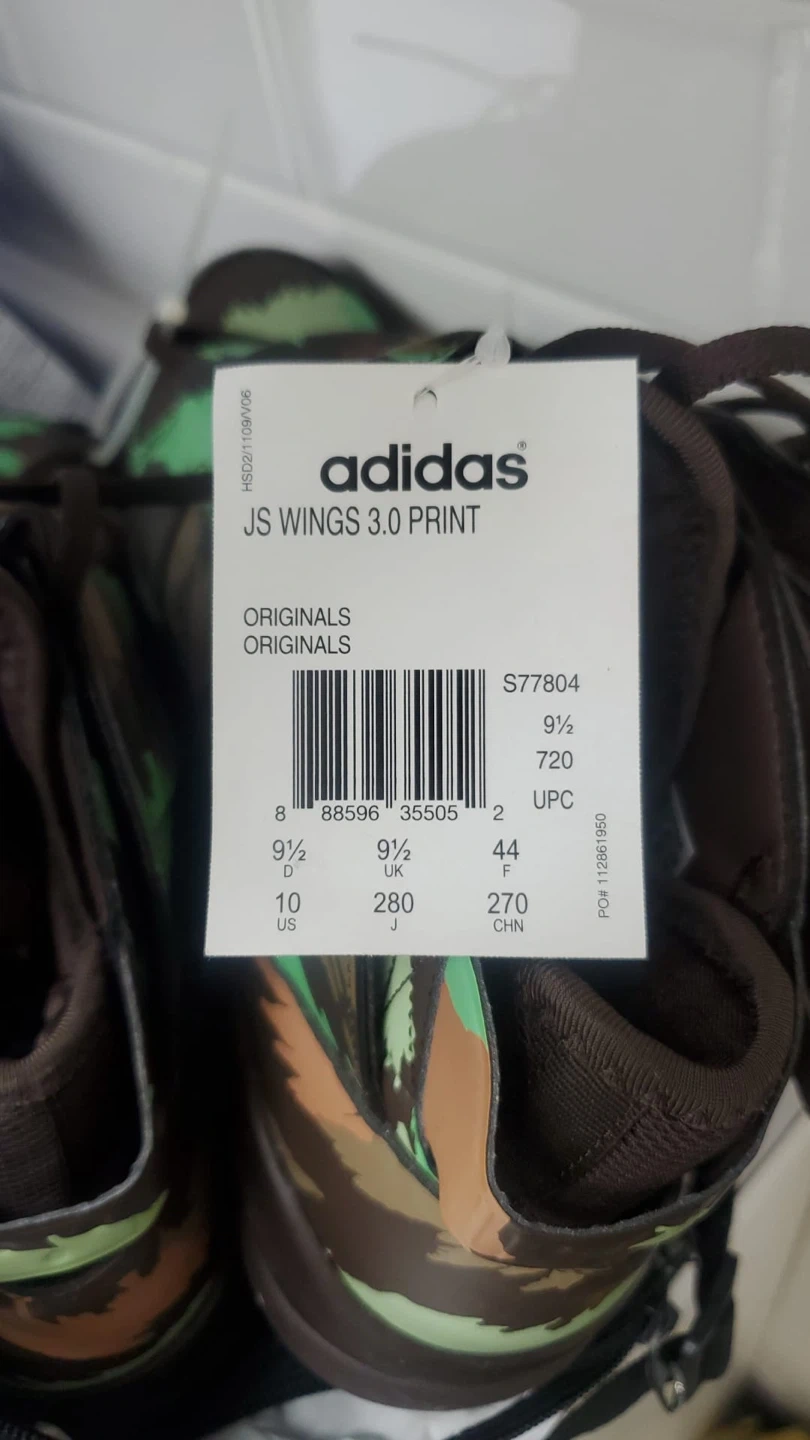 HSD2/1109/V06
adidas®
JS WINGS 3.0 PRINT
ORIGINALS
ORIGINALS
S77804
9½
720
UPC
8 88596 35505 2
9½ 9½ 44
D UK F
10 280 270
US J CHN
PO# 112861950